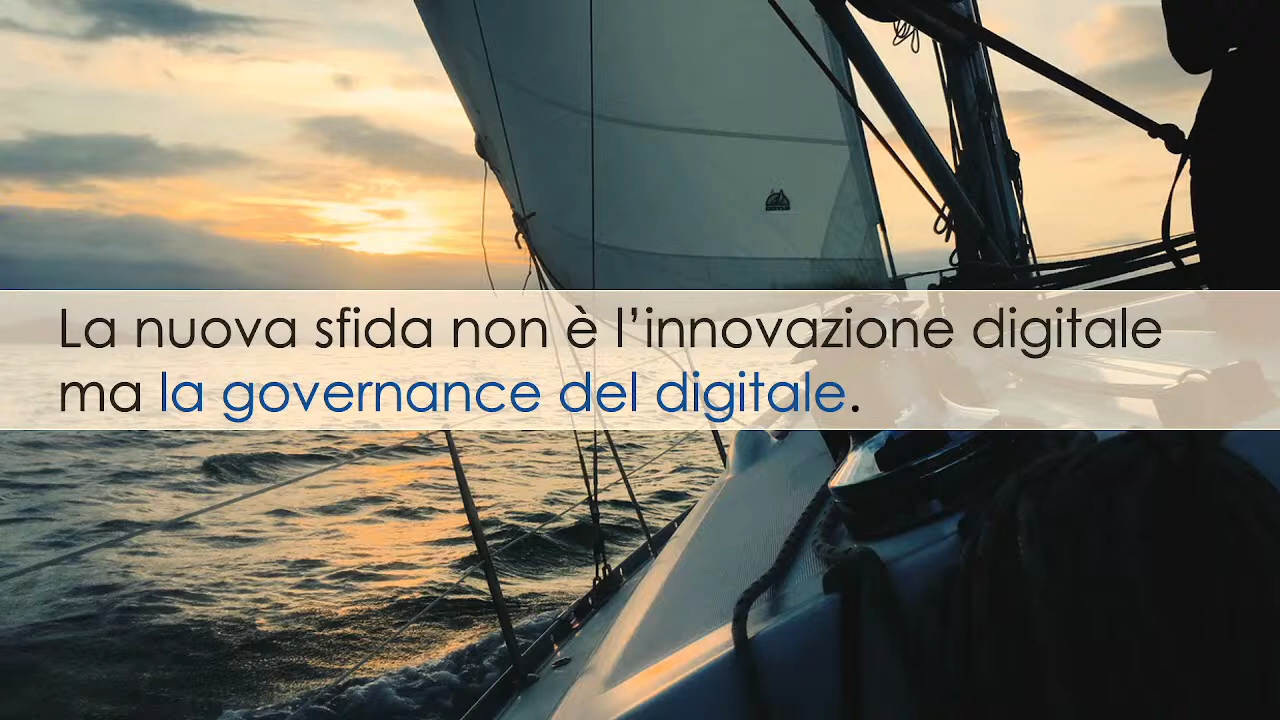 La nuova sfida non è l’innovazione digitale
ma la governance del digitale.